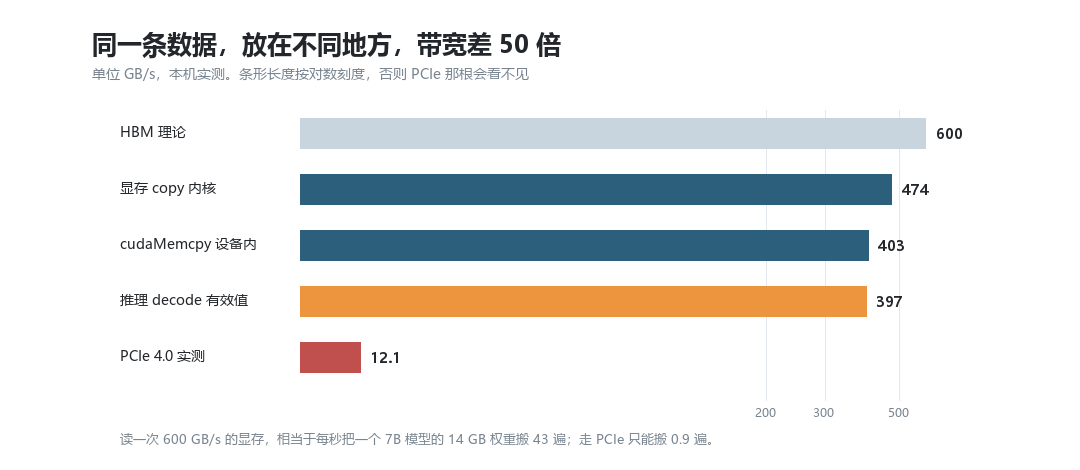 同一条数据，放在不同地方，带宽差 50 倍
单位 GB/s，本机实测。条形长度按对数刻度，否则 PCIe 那根会看不见
HBM 理论
600
显存 copy 内核
474
cudaMemcpy 设备内
403
推理 decode 有效值
397
PCIe 4.0 实测
12.1
200 300 500
读一次 600 GB/s 的显存，相当于每秒把一个 7B 模型的 14 GB 权重搬 43 遍；走 PCIe 只能搬 0.9 遍。